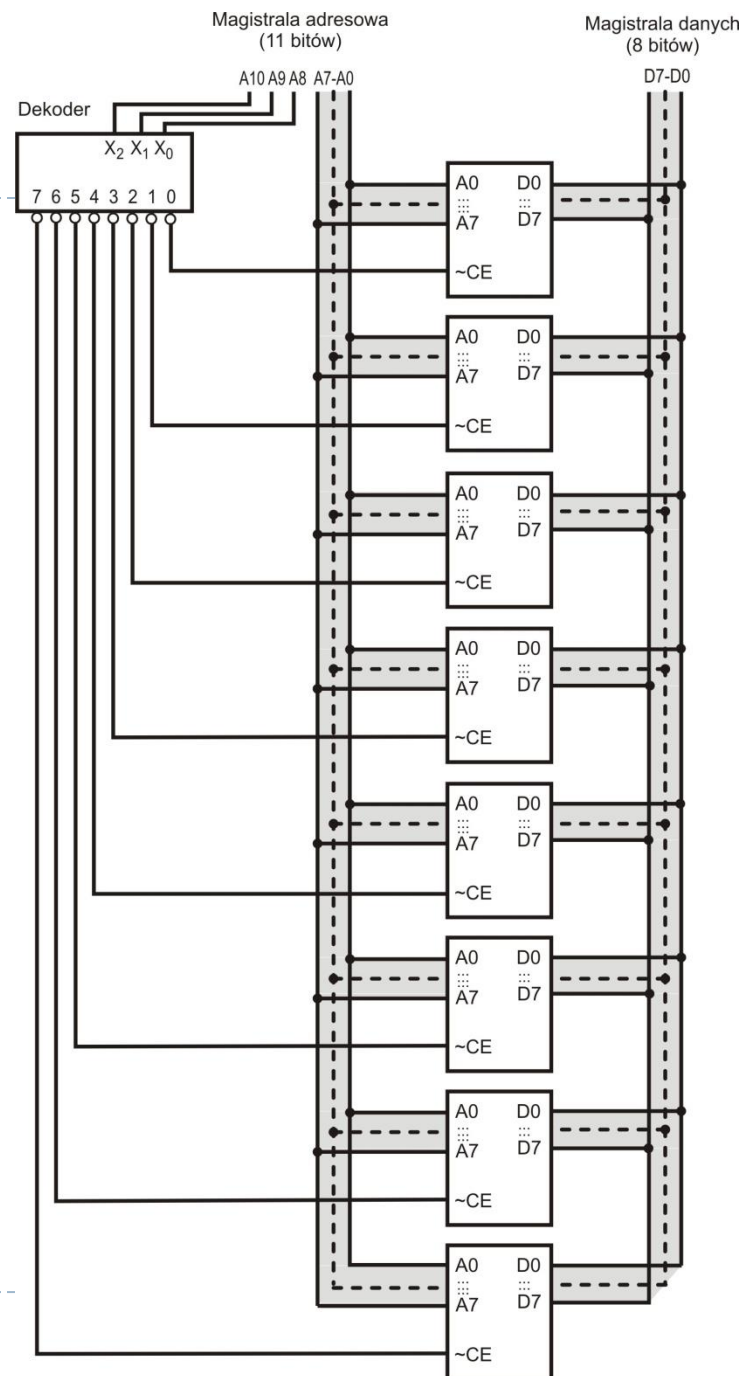 Magistrala adresowa
(11 bitów)
Magistrala danych
(8 bitów)
A10 A9 A8 A7-A0
D7-D0
Dekoder
X2 X1 X0
7 6 5 4 3 2 1 0
A0 D0
A7 D7
~CE
A0 D0
A7 D7
~CE
A0 D0
A7 D7
~CE
A0 D0
A7 D7
~CE
A0 D0
A7 D7
~CE
A0 D0
A7 D7
~CE
A0 D0
A7 D7
~CE
A0 D0
A7 D7
~CE